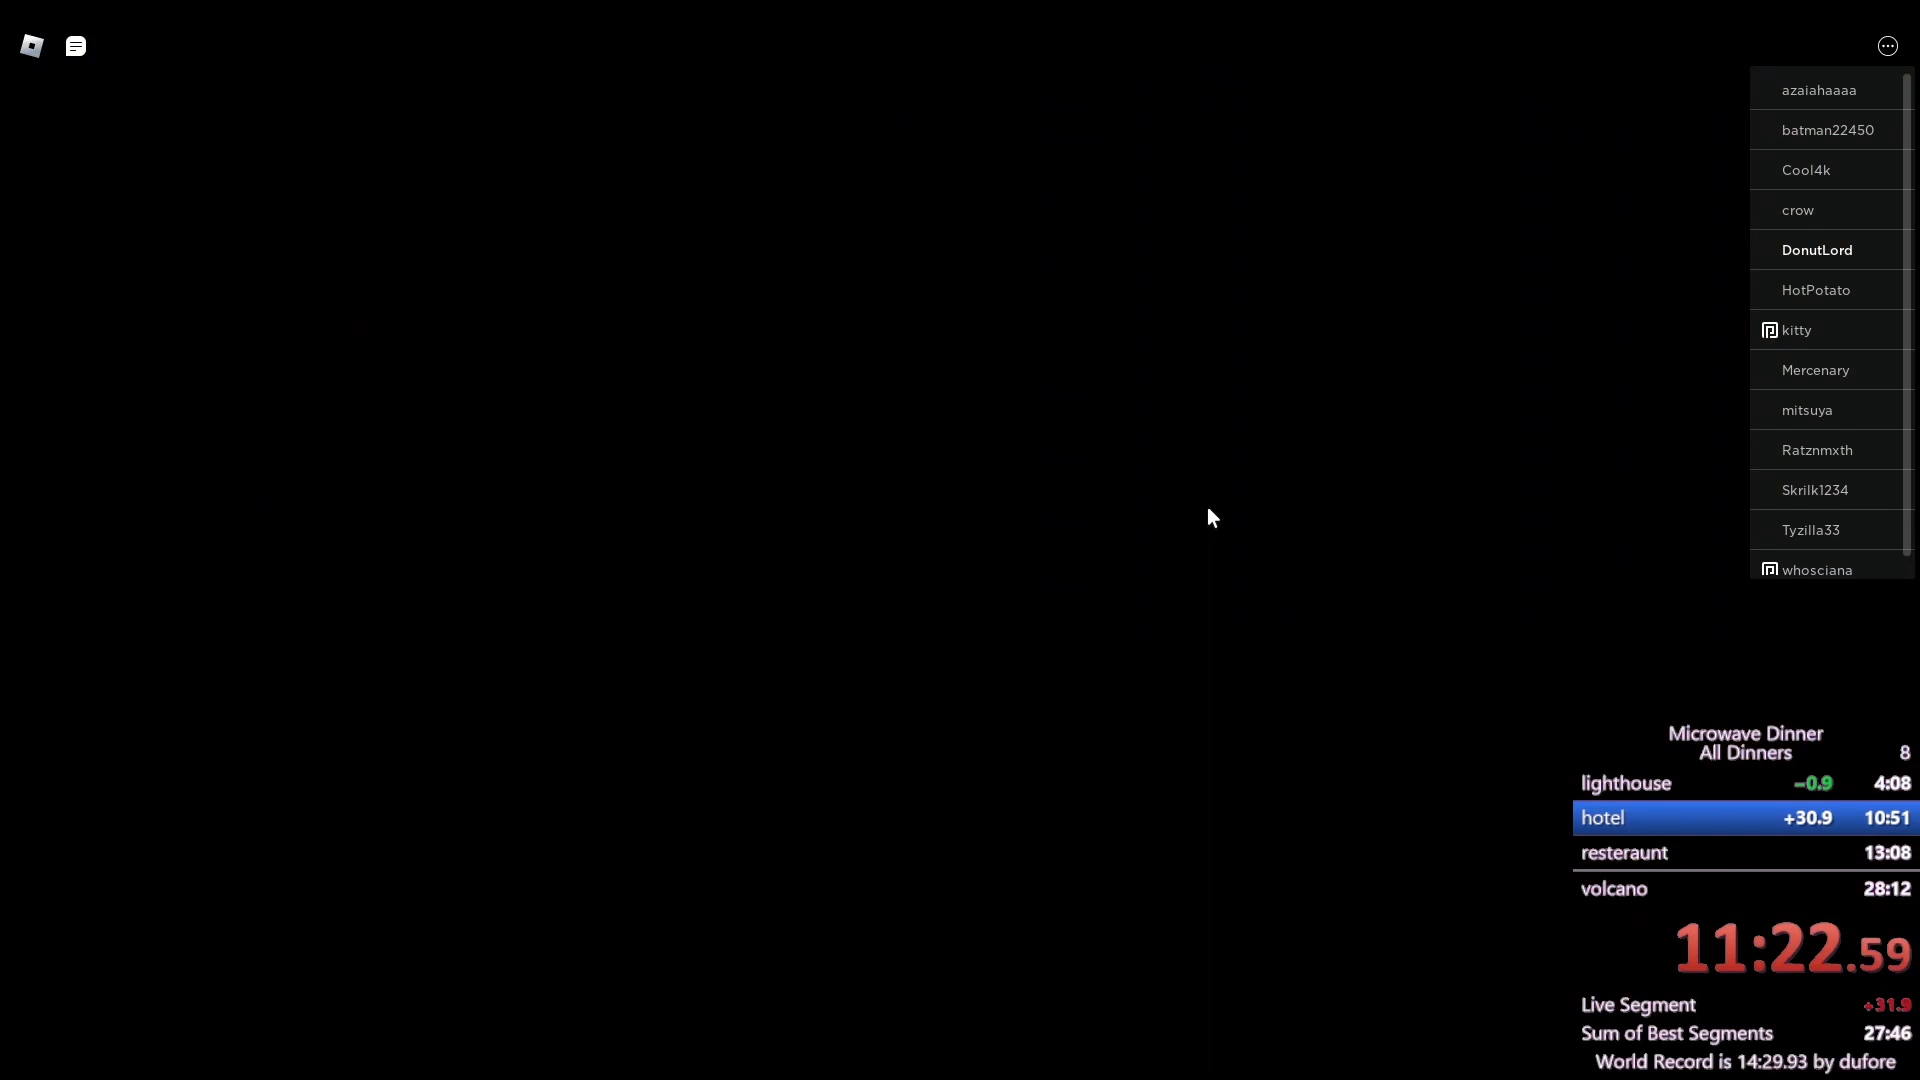 azaiahaaaa
batman22450
Cool4k
crow
DonutLord
HotPotato
kitty
Mercenary
mitsuya
Ratznmxth
Skrilk1234
Tyzilla33
whosciana
Microwave Dinner
All Dinners 8
lighthouse −0.9 4:08
hotel +30.9 10:51
resteraunt 13:08
volcano 28:12
11:22.59
Live Segment +31.9
Sum of Best Segments 27:46
World Record is 14:29.93 by dufore